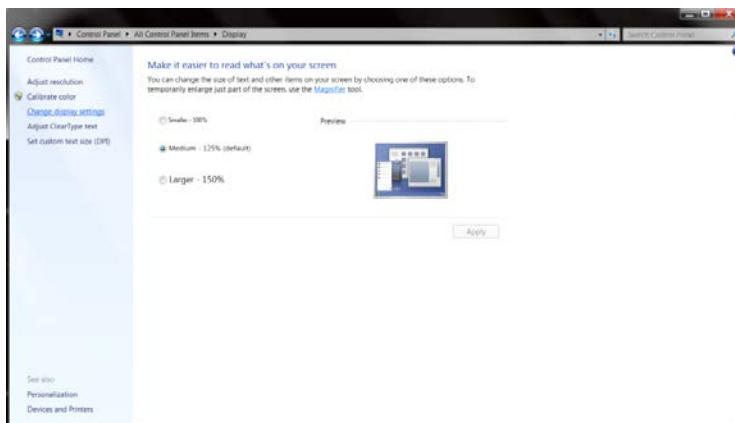 Control Panel ▸ All Control Panel Items ▸ Display
Search Control Panel
Control Panel Home
Adjust resolution
Calibrate color
Change display settings
Adjust ClearType text
Set custom text size (DPI)
Make it easier to read what's on your screen
You can change the size of text and other items on your screen by choosing one of these options. To
temporarily enlarge just part of the screen, use the Magnifier tool.
Smaller - 100%
Preview
Medium - 125% (default)
Larger - 150%
Apply
See also
Personalization
Devices and Printers